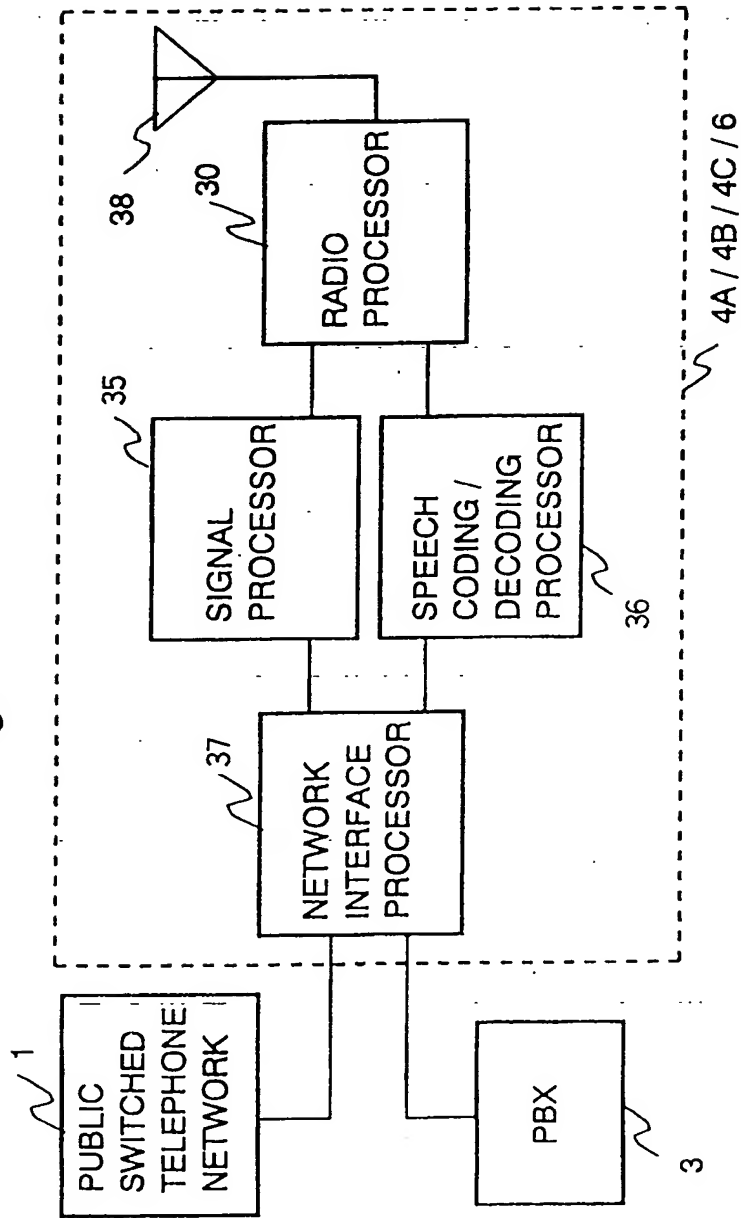 1
PUBLIC
SWITCHED
TELEPHONE
NETWORK
3
PBX
37
NETWORK
INTERFACE
PROCESSOR
35
SIGNAL
PROCESSOR
36
SPEECH
CODING /
DECODING
PROCESSOR
30
RADIO
PROCESSOR
38
4A / 4B / 4C / 6